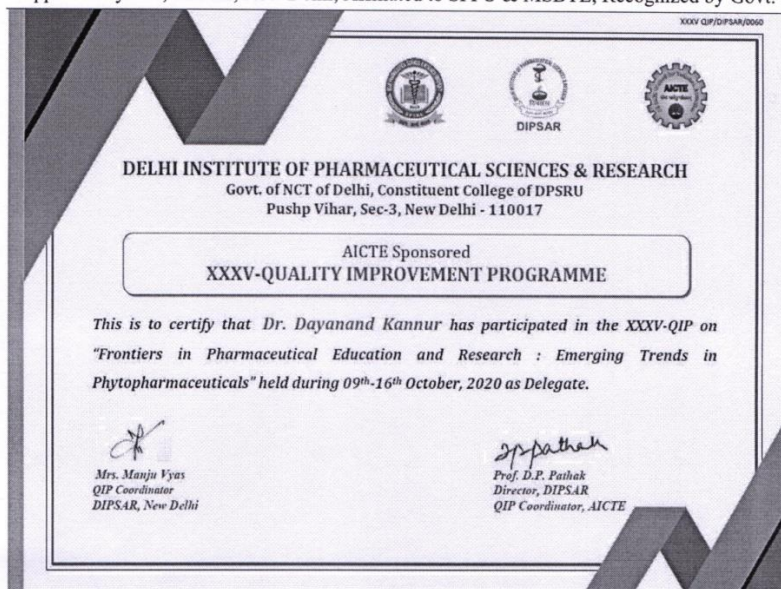 XXXV QIP/DIPSAR/0060
DIPSAR
AICTE
DELHI INSTITUTE OF PHARMACEUTICAL SCIENCES & RESEARCH
Govt. of NCT of Delhi, Constituent College of DPSRU
Pushp Vihar, Sec-3, New Delhi - 110017
AICTE Sponsored
XXXV-QUALITY IMPROVEMENT PROGRAMME
This is to certify that Dr. Dayanand Kannur has participated in the XXXV-QIP on
"Frontiers in Pharmaceutical Education and Research : Emerging Trends in
Phytopharmaceuticals" held during 09th-16th October, 2020 as Delegate.
appathak
Mrs. Manju Vyas
QIP Coordinator
DIPSAR, New Delhi
Prof. D.P. Pathak
Director, DIPSAR
QIP Coordinator, AICTE